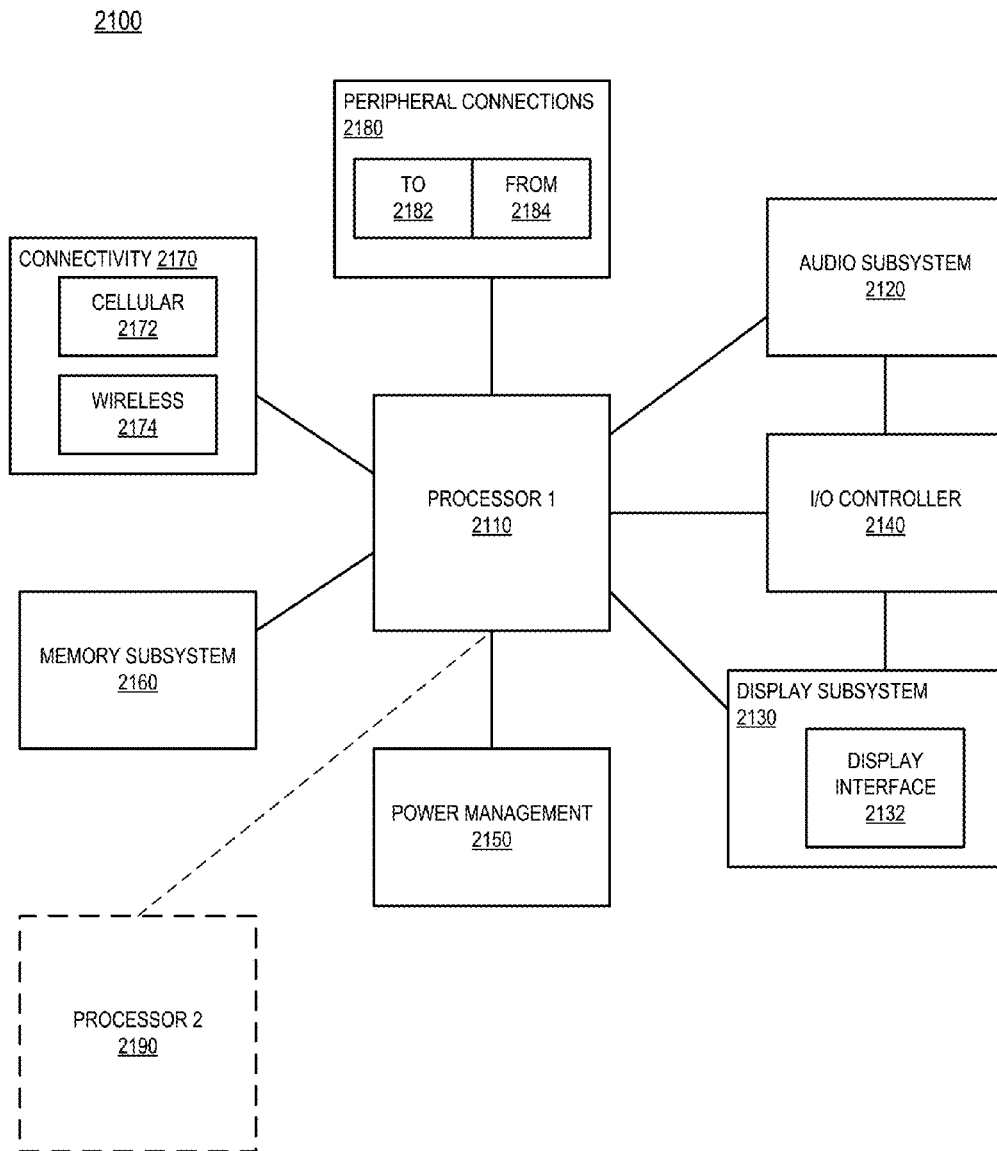 2100
PERIPHERAL CONNECTIONS
2180
TO
2182
FROM
2184
CONNECTIVITY 2170
CELLULAR
2172
WIRELESS
2174
AUDIO SUBSYSTEM
2120
PROCESSOR 1
2110
I/O CONTROLLER
2140
MEMORY SUBSYSTEM
2160
DISPLAY SUBSYSTEM
2130
DISPLAY
INTERFACE
2132
POWER MANAGEMENT
2150
PROCESSOR 2
2190